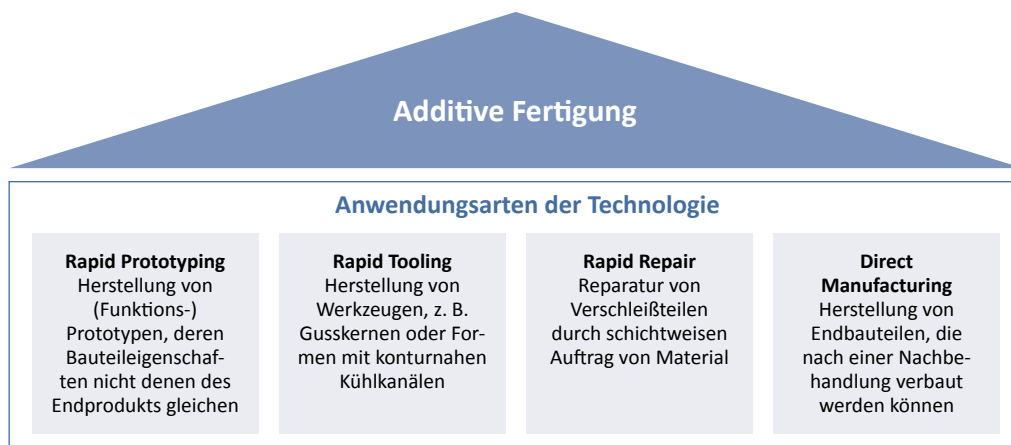 Additive Fertigung
Anwendungsarten der Technologie
Rapid Prototyping
Herstellung von
(Funktions-)
Prototypen, deren
Bauteileigenschaf-
ten nicht denen des
Endprodukts gleichen
Rapid Tooling
Herstellung von
Werkzeugen, z. B.
Gusskernen oder For-
men mit konturnahen
Kühlkanälen
Rapid Repair
Reparatur von
Verschleißteilen
durch schichtweisen
Auftrag von Material
Direct
Manufacturing
Herstellung von
Endbauteilen, die
nach einer Nachbe-
handlung verbaut
werden können